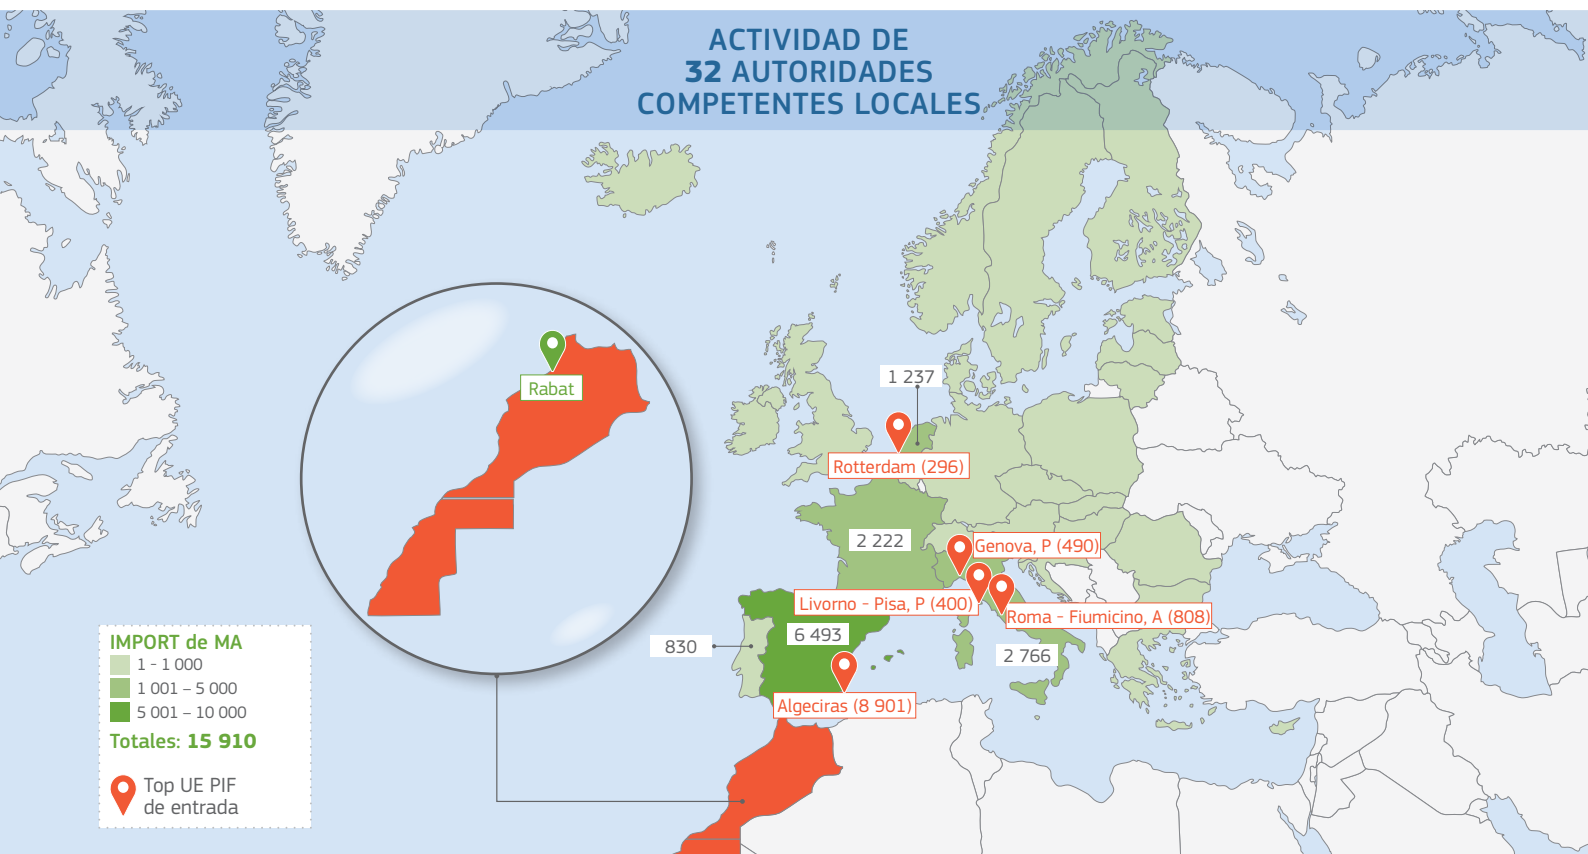 ACTIVIDAD DE
32 AUTORIDADES
COMPETENTES LOCALES
Rabat
1 237
Rotterdam (296)
2 222
Genova, P (490)
Livorno - Pisa, P (400)
Roma - Fiumicino, A (808)
830
6 493
2 766
Algeciras (8 901)
IMPORT de MA
1 - 1 000
1 001 – 5 000
5 001 – 10 000
Totales: 15 910
Top UE PIF
de entrada